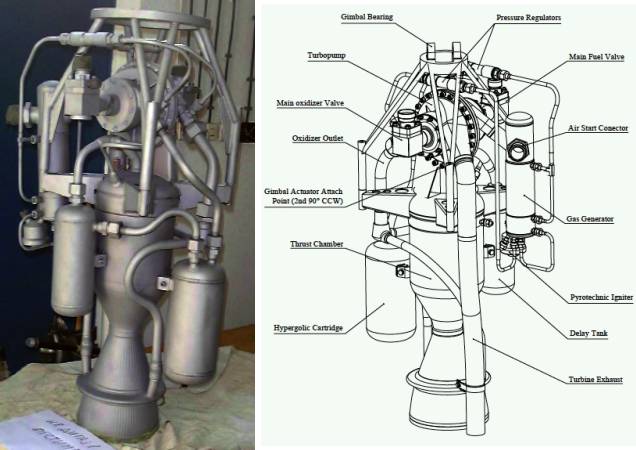 Gimbal Bearing
Pressure Regulators
Turbopump
Main Fuel Valve
Main oxidizer Valve
Air Start Conector
Oxidizer Outlet
Gimbal Actuator Attach
Point (2nd 90° CCW)
Gas Generator
Thrust Chamber
Pyrotechnic Igniter
Hypergolic Cartridge
Delay Tank
Turbine Exhaust